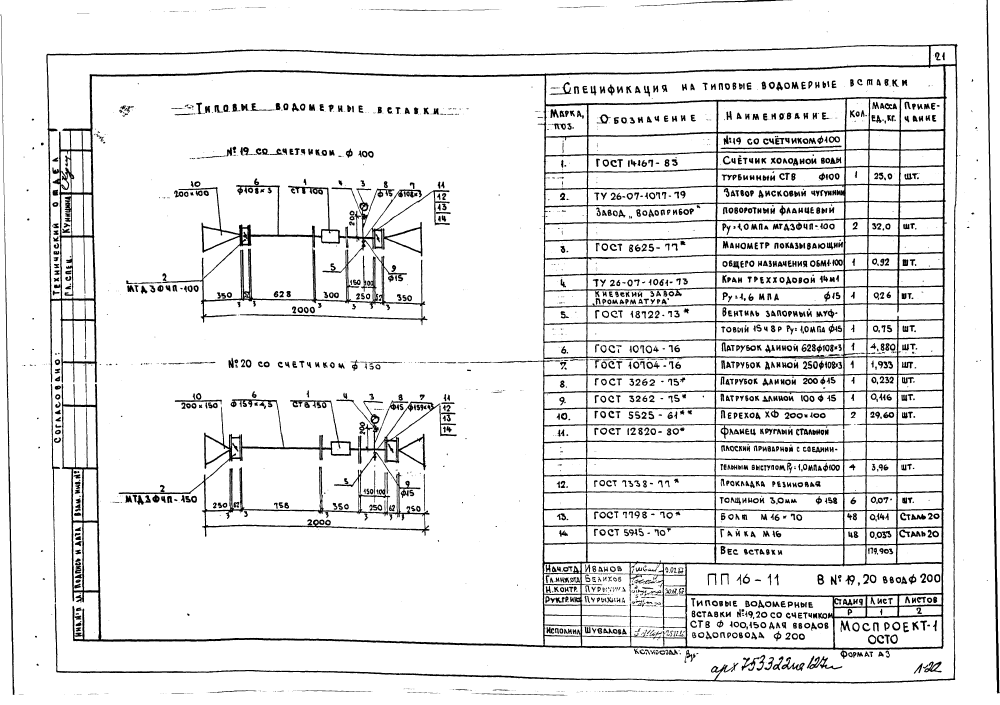 21
Типовые водомерные вставки
№19 со счетчиком ф 100
10
200×100
6
ф108×3
1
СТВ 100
4
3
8
ф15
7
ф108×3
11
12
13
14
200
2
МТДЗФЧП-100
5
9
ф15
150 100
350
3
52
3
628
300
3
250
52
3
350
2000
№20 со счетчиком ф 150
10
200×150
6
ф159×4,5
1
СТВ 150
4
3
8
ф15
7
11
12
13
14
200
2
МТДЗФЧП-150
5
9
ф15
150 100
250
3
62
3
758
350
3
250
62
3
250
2000
Спецификация на типовые водомерные вставки
Марка, поз. Обозначение Наименование Кол. Масса ед., кг. Примечание
№19 со счётчиком ф100
1. ГОСТ 14167-83 Счётчик холодной воды
турбинный СТВ ф100 1 25,0 шт.
2. ТУ 26-07-1077-79 Затвор дисковый чугунный
Завод „Водоприбор" поворотный фланцевый
Ру=1,0 МПа МТДЗФЧП-100 2 32,0 шт.
3. ГОСТ 8625-77* Манометр показывающий
общего назначения ОБМ1-100 1 0,92 шт.
4. ТУ 26-07-1061-73 Кран трехходовой 14М1
Киевский завод „Промарматура" Ру=1,6 МПа ф15 1 0,26 шт.
5. ГОСТ 18722-73* Вентиль запорный муф-
товый 15ч8р Ру=1,0мпа ф15 1 0,75 шт.
6. ГОСТ 10704-76 Патрубок длиной 628ф108×3 1 4,880 шт.
7. ГОСТ 10704-76 Патрубок длиной 250ф108×3 1 1,933 шт.
8. ГОСТ 3262-75* Патрубок длиной 200 ф15 1 0,232 шт.
9. ГОСТ 3262-75* Патрубок длиной 100 ф 15 1 0,116 шт.
10. ГОСТ 5525-61** Переход ХФ 200×100 2 29,60 шт.
11. ГОСТ 12820-80* Фланец круглый стальной
плоский приварной с соедини-
тельным выступом, Ру=1,0МПа ф100 4 3,96 шт.
12. ГОСТ 7338-77* Прокладка резиновая
толщиной 3,0мм ф158 6 0,07 шт.
13. ГОСТ 7798-70* Болт М16×70 48 0,141 Сталь 20
14 ГОСТ 5915-70* Гайка М16 48 0,033 Сталь 20
Вес вставки 179,903
Нач.отд. Иванов
Гл.инж.отд Белихов
Н.контр. Пурыхина
Рук.гр.инж Пурыхина
Исполнил Шувалова
ПП 16-11 В №19,20 ввод ф 200
Типовые водомерные
вставки №19,20 со счетчиком
СТВ ф 100,150 для вводов
водопровода ф 200
Стадия Лист Листов
Р 1 2
Моспроект-1
ОСТО
Копировал:
Формат А3
арх 753322
1-22
Технический отдел
Гл.спец. Куницына
Согласовано:
Взам. инв.№
Подпись и дата
Инв.№